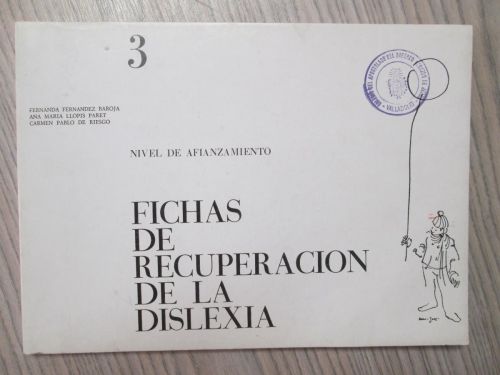 3
FERNANDA FERNANDEZ BAROJA
ANA MARIA LLOPIS PARET
CARMEN PABLO DE RIESGO
NIVEL DE AFIANZAMIENTO
FICHAS
DE
RECUPERACION
DE LA
DISLEXIA
VALLADOLID